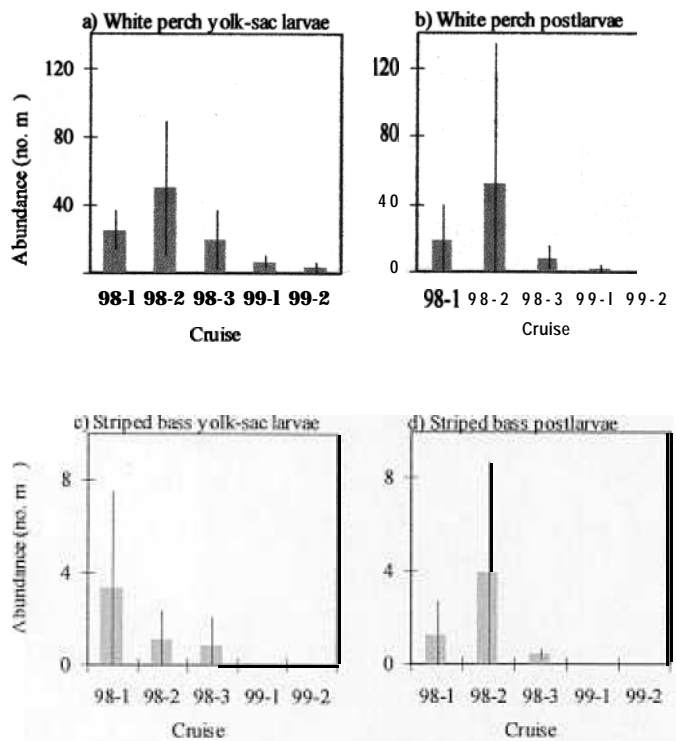 a) White perch yolk-sac larvae
Abundance (no. m )
120
80
40
98-1 98-2 98-3 99-1 99-2
Cruise
b) White perch postlarvae
120
80
40
0
98-1 98-2 98-3 99-1 99-2
Cruise
c) Striped bass yolk-sac larvae
Abundance (no. m )
8
4
0
98-1 98-2 98-3 99-1 99-2
Cruise
d) Striped bass postlarvae
8
4
0
98-1 98-2 98-3 99-1 99-2
Cruise